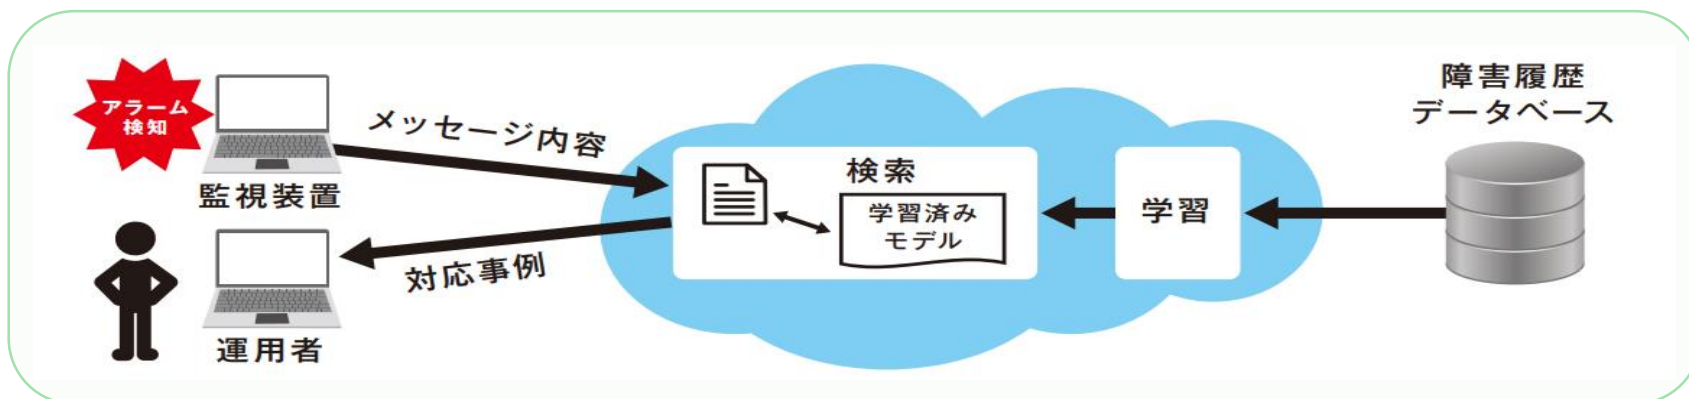 アラーム
検知
監視装置
メッセージ内容
対応事例
運用者
検索
学習済み
モデル
学習
障害履歴
データベース